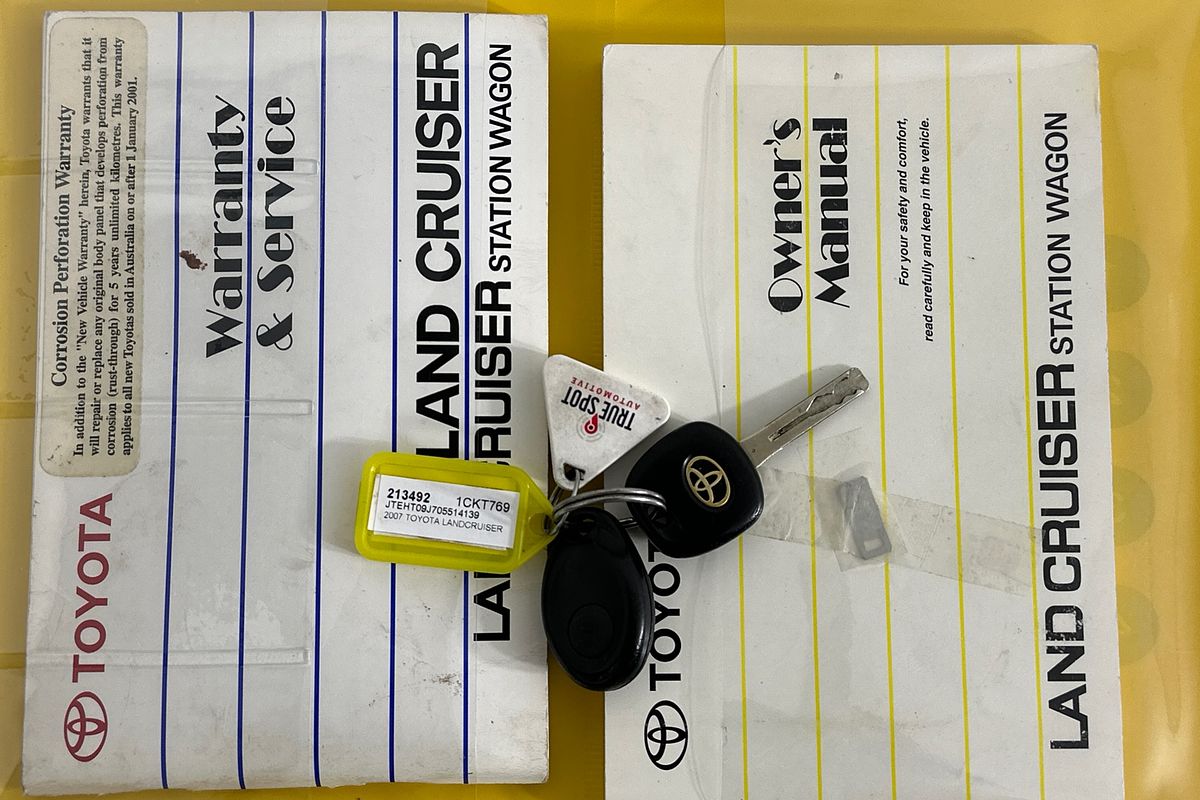 Corrosion Perforation Warranty
In addition to the "New Vehicle Warranty" herein, Toyota warrants that it
will repair or replace any original body panel that develops perforation from
corrosion (rust-through) for 5 years unlimited kilometres. This warranty
applies to all new Toyotas sold in Australia on or after 1 January 2001.
TOYOTA
Warranty
& Service
LAND CRUISER
LAND CRUISER STATION WAGON
TRUE SPOT
AUTOMOTIVE
213492 1CKT769
JTEHT09J705514139
2007 TOYOTA LANDCRUISER
TOYOT
Owner's
Manual
For your safety and comfort,
read carefully and keep in the vehicle.
LAND CRUISER STATION WAGON